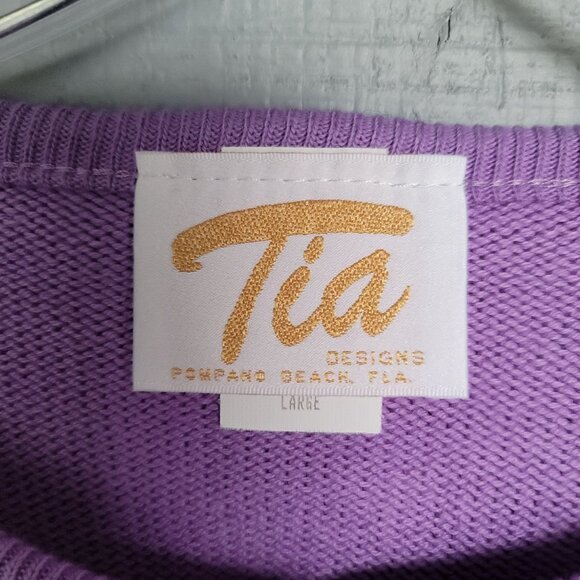 Tia
DESIGNS
POMPANO BEACH, FLA.
LARGE